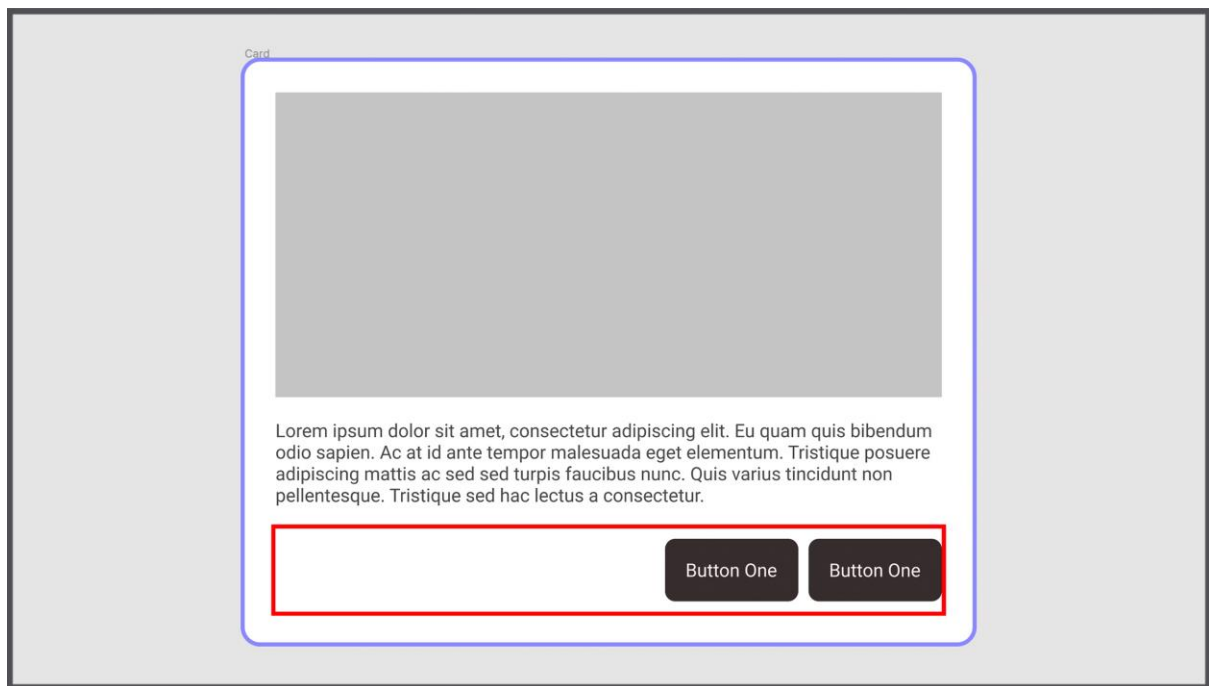 Card
Lorem ipsum dolor sit amet, consectetur adipiscing elit. Eu quam quis bibendum
odio sapien. Ac at id ante tempor malesuada eget elementum. Tristique posuere
adipiscing mattis ac sed sed turpis faucibus nunc. Quis varius tincidunt non
pellentesque. Tristique sed hac lectus a consectetur.
Button One
Button One